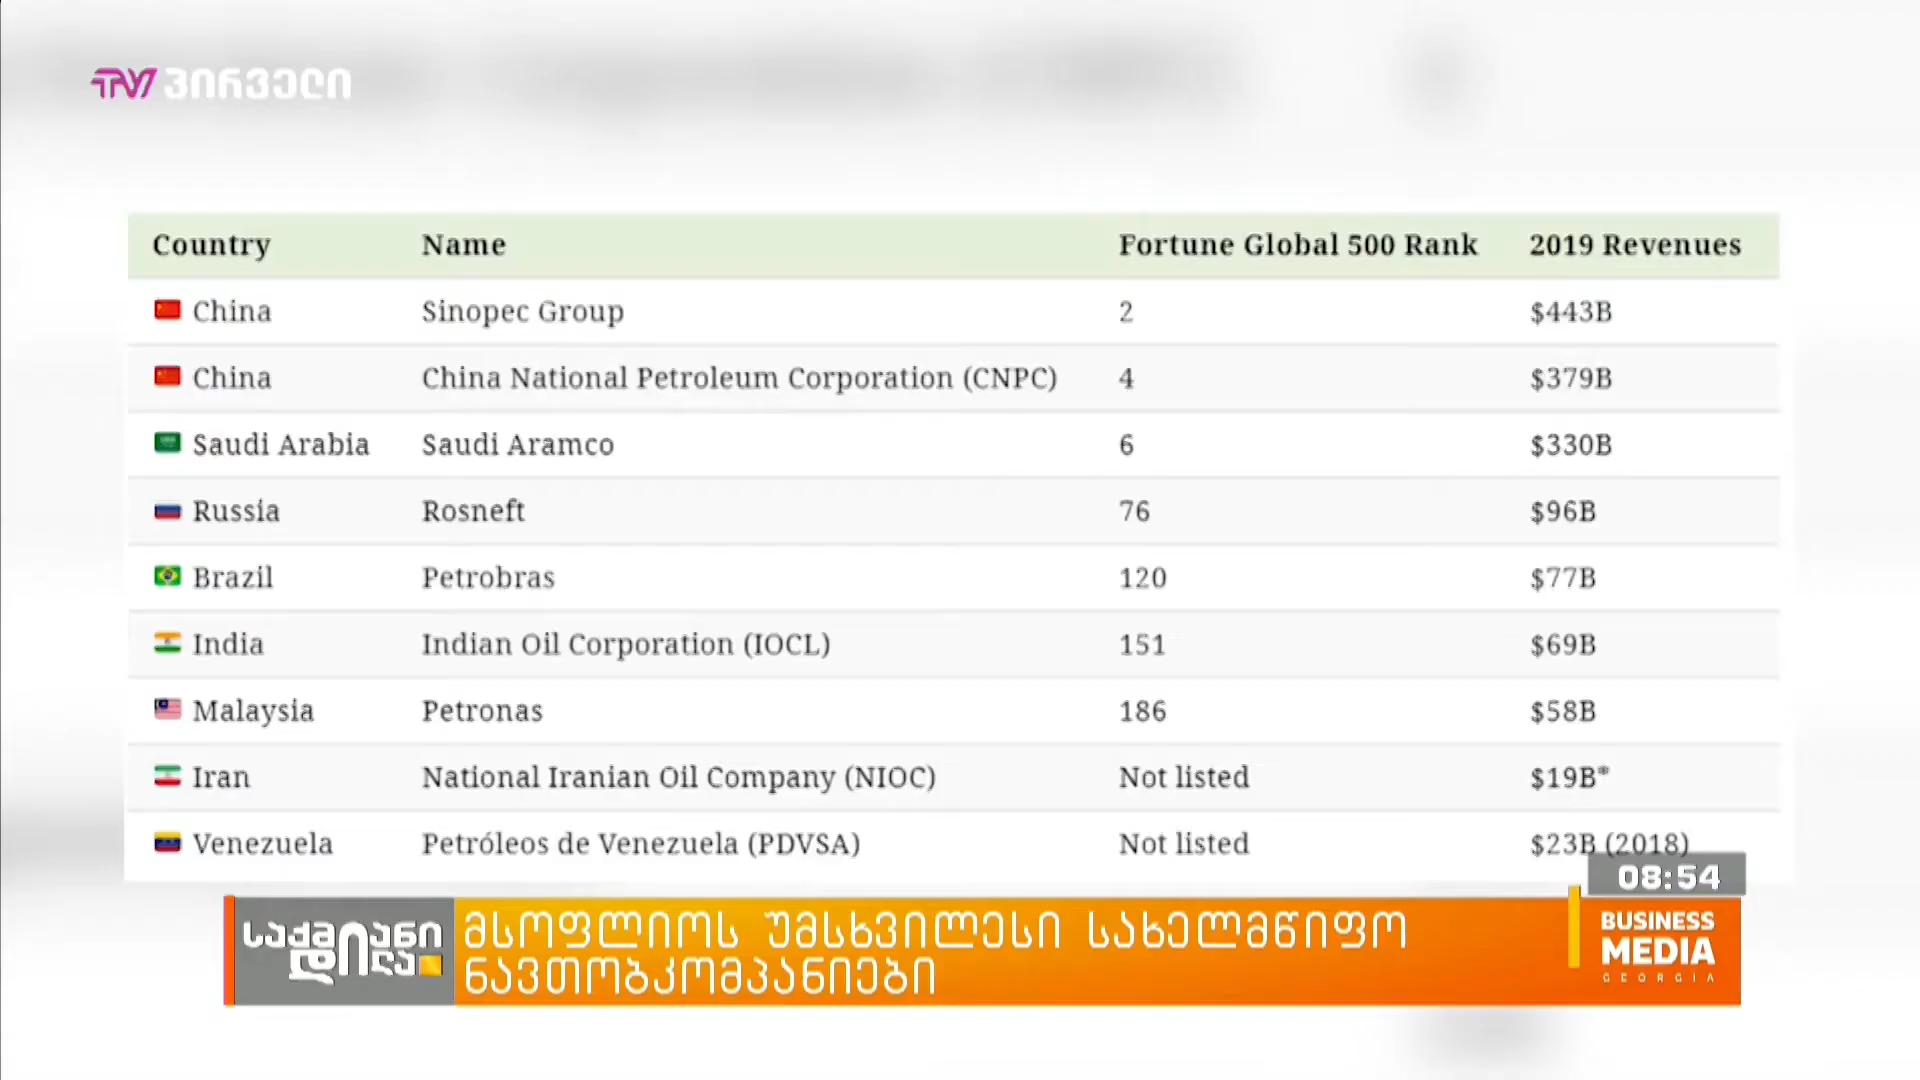 TV პირველი
Country Name Fortune Global 500 Rank 2019 Revenues
China Sinopec Group 2 $443B
China China National Petroleum Corporation (CNPC) 4 $379B
Saudi Arabia Saudi Aramco 6 $330B
Russia Rosneft 76 $96B
Brazil Petrobras 120 $77B
India Indian Oil Corporation (IOCL) 151 $69B
Malaysia Petronas 186 $58B
Iran National Iranian Oil Company (NIOC) Not listed $19B*
Venezuela Petróleos de Venezuela (PDVSA) Not listed $23B (2018)
08:54
საქმიანი
დილა
მსოფლიოს უმსხვილესი სახელმწიფო
ნავთობკომპანიები
BUSINESS
MEDIA
GEORGIA